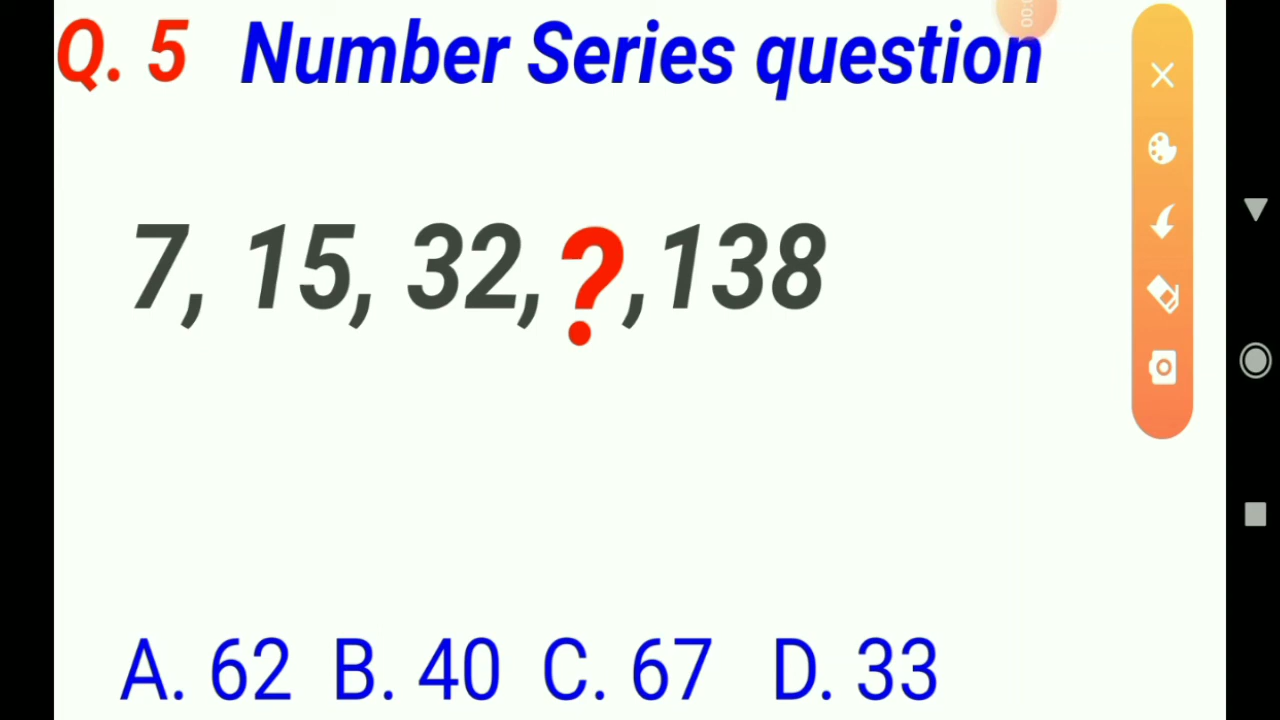 Q. 5 Number Series question
7, 15, 32, ?, 138
A. 62 B. 40 C. 67 D. 33